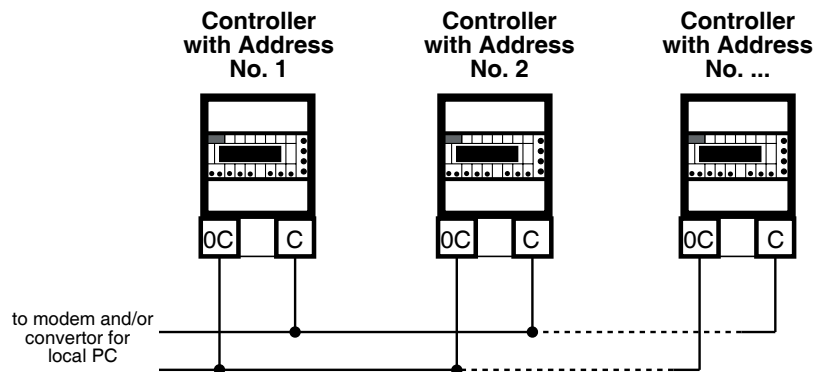 Controller
with Address
No. 1
Controller
with Address
No. 2
Controller
with Address
No. ...
0C
C
0C
C
0C
C
to modem and/or
convertor for
local PC